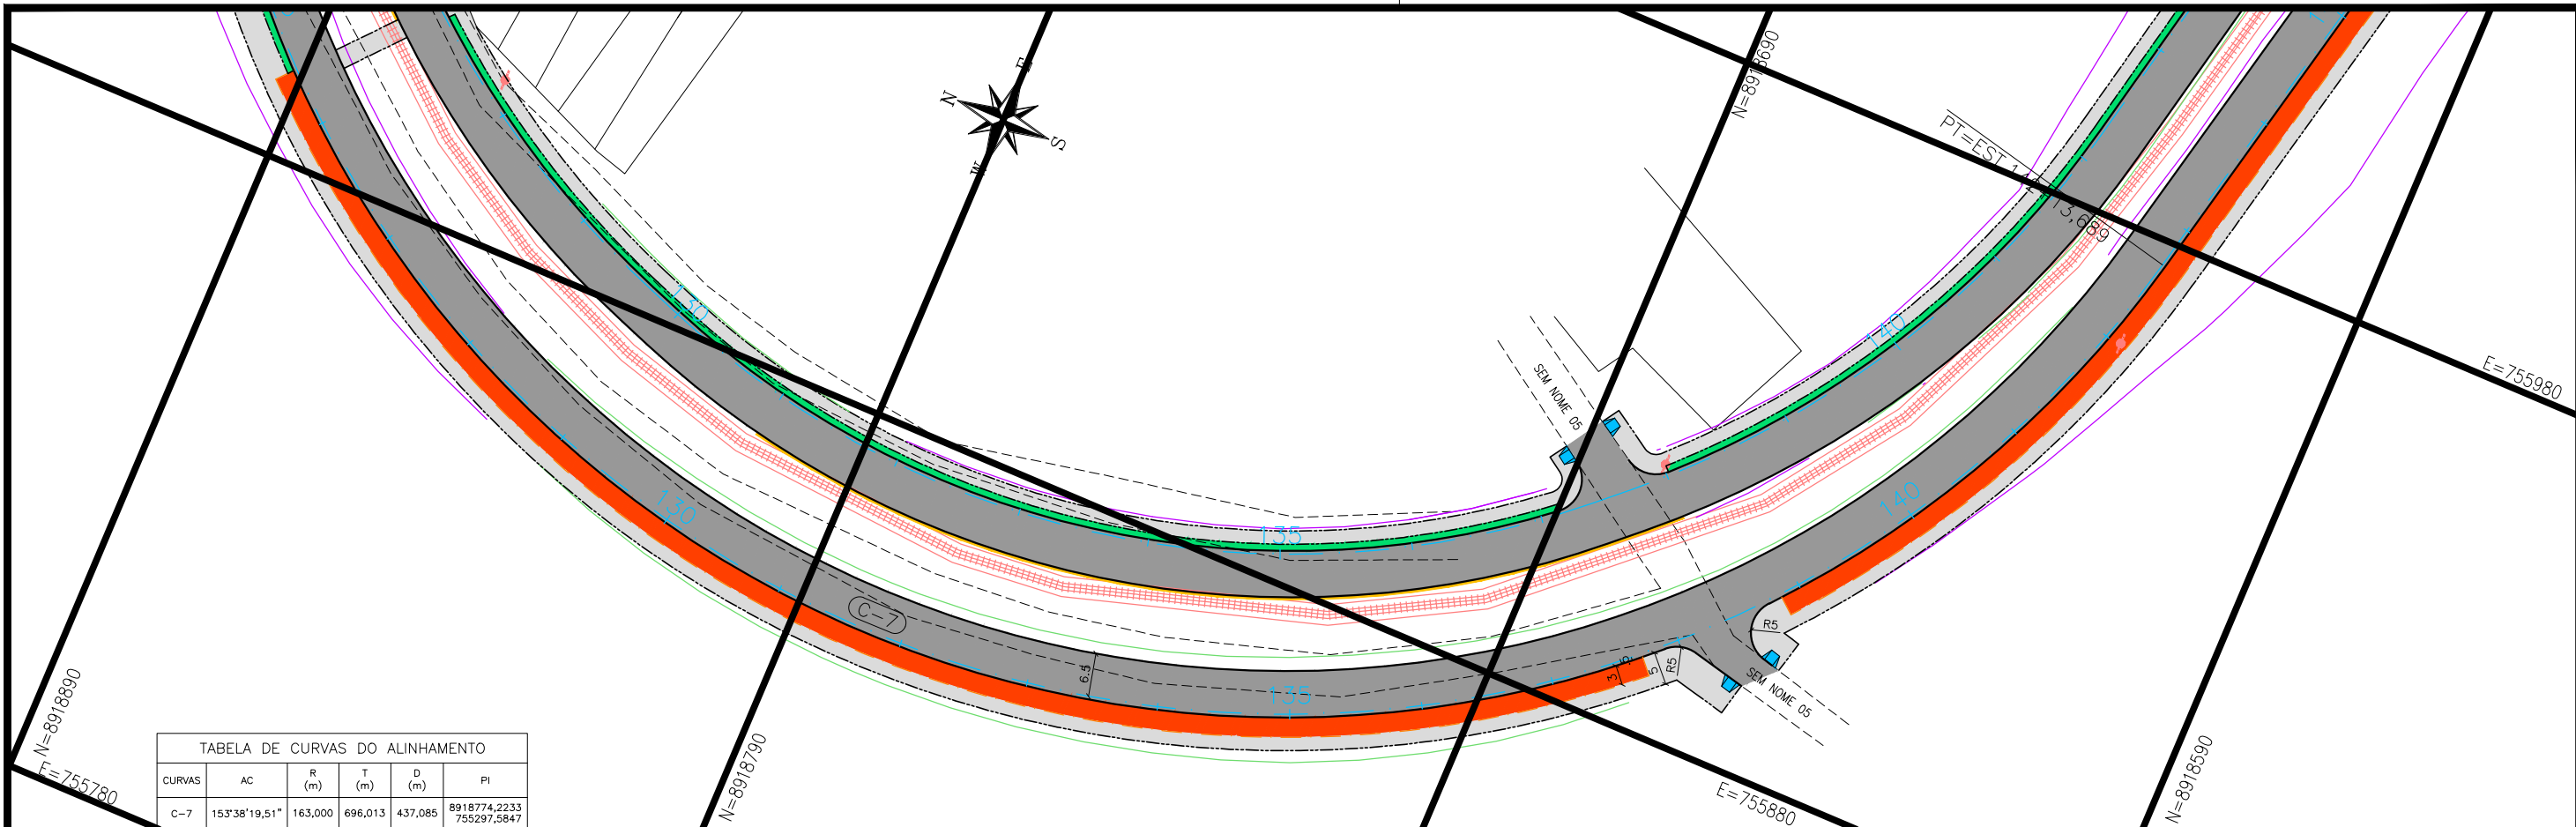 N=8918690
E
N
S
W
PT=EST 142+13,689
E=755980
130
140
SEM NOME 05
135
130
140
C-7
6.5
135
3
5
R5
R5
SEM NOME 05
N=8918890
E=755780
N=8918790
E=755880
N=8918590
TABELA DE CURVAS DO ALINHAMENTO
CURVAS AC R (m) T (m) D (m) PI
C-7 153°38'19,51" 163,000 696,013 437,085 8918774,2233 755297,5847